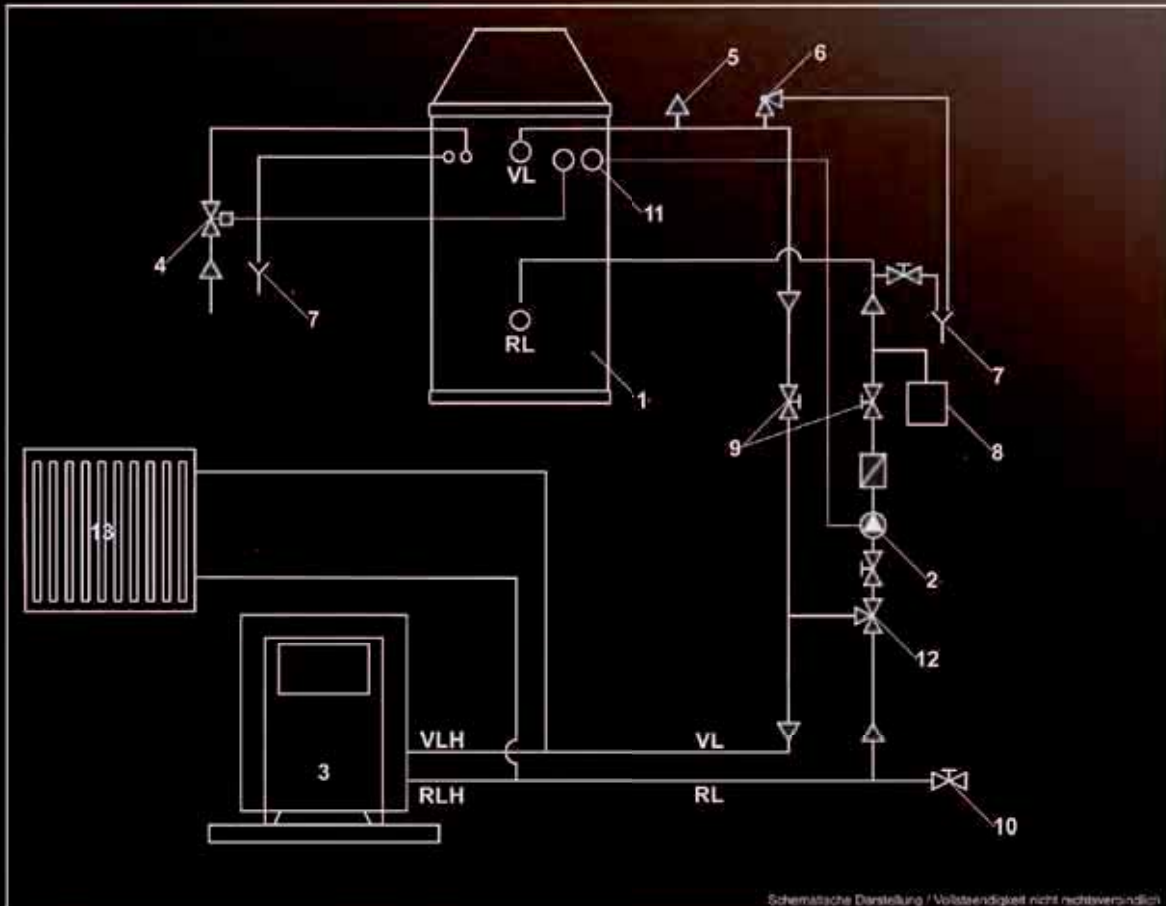 5
6
VL
11
4
7
RL
1
7
9
8
13
2
12
VLH
VL
3
RLH
RL
10
Schematische Darstellung / Vollstaendigkeit nicht rechtsverbindlich